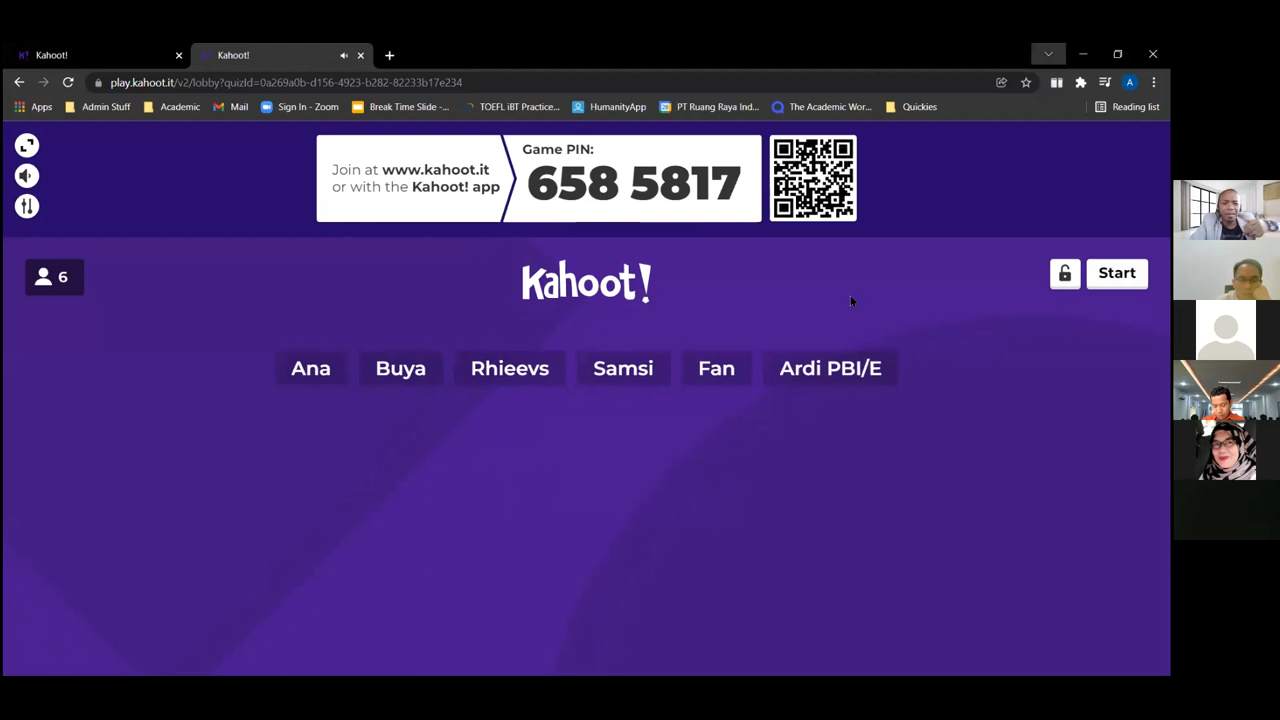 Kahoot!
Kahoot!
play.kahoot.it/v2/lobby?quizId=0a269a0b-d156-4923-b282-82233b17e234
Apps Admin Stuff Academic Mail Sign In - Zoom Break Time Slide -... TOEFL iBT Practice... HumanityApp PT Ruang Raya Ind... The Academic Wor... Quickies Reading list
A
Join at www.kahoot.it
or with the Kahoot! app
Game PIN:
658 5817
6
Kahoot!
Start
Ana Buya Rhieevs Samsi Fan Ardi PBI/E